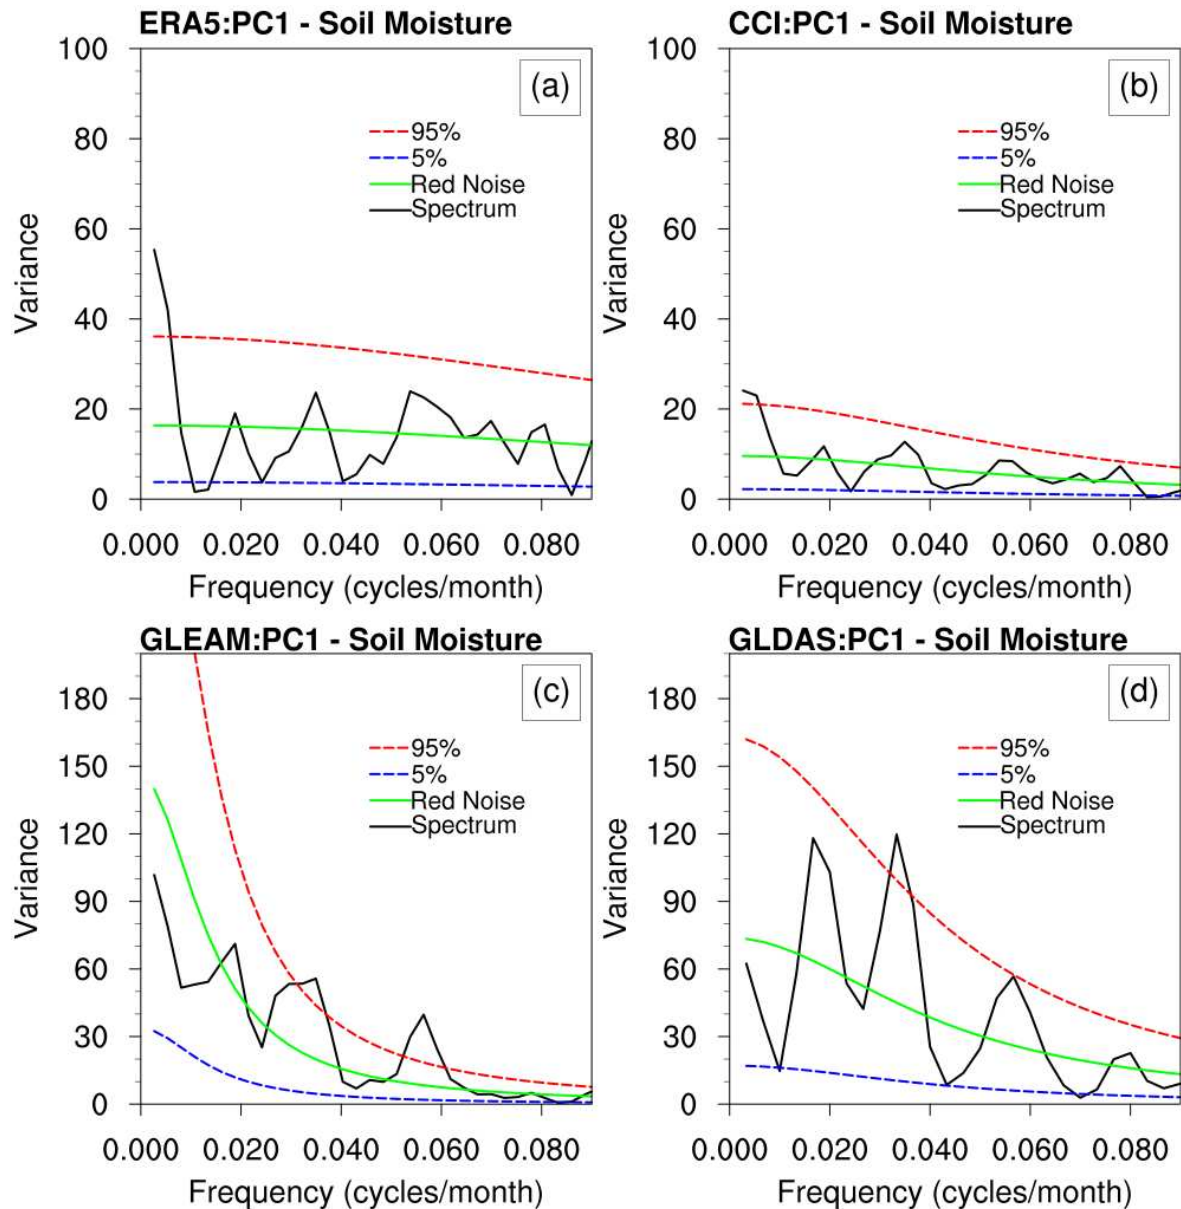 ERA5:PC1 - Soil Moisture
(a)
95%
5%
Red Noise
Spectrum
Variance
100
80
60
40
20
0
0.000 0.020 0.040 0.060 0.080
Frequency (cycles/month)
CCI:PC1 - Soil Moisture
(b)
95%
5%
Red Noise
Spectrum
Variance
100
80
60
40
20
0
0.000 0.020 0.040 0.060 0.080
Frequency (cycles/month)
GLEAM:PC1 - Soil Moisture
(c)
95%
5%
Red Noise
Spectrum
Variance
180
150
120
90
60
30
0
0.000 0.020 0.040 0.060 0.080
Frequency (cycles/month)
GLDAS:PC1 - Soil Moisture
(d)
95%
5%
Red Noise
Spectrum
Variance
180
150
120
90
60
30
0
0.000 0.020 0.040 0.060 0.080
Frequency (cycles/month)